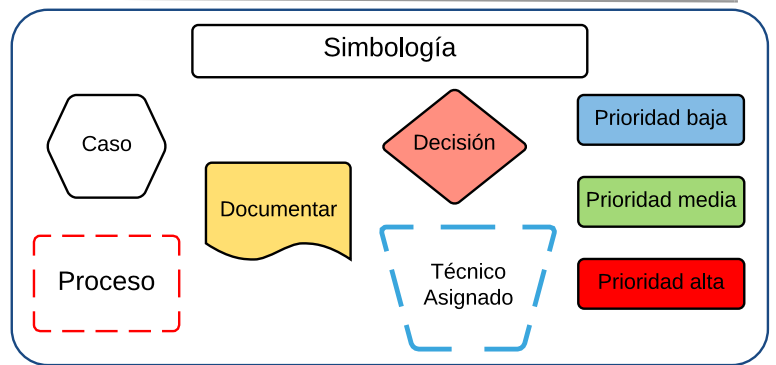 Simbología
Caso
Documentar
Decisión
Prioridad baja
Prioridad media
Prioridad alta
Proceso
Técnico
Asignado